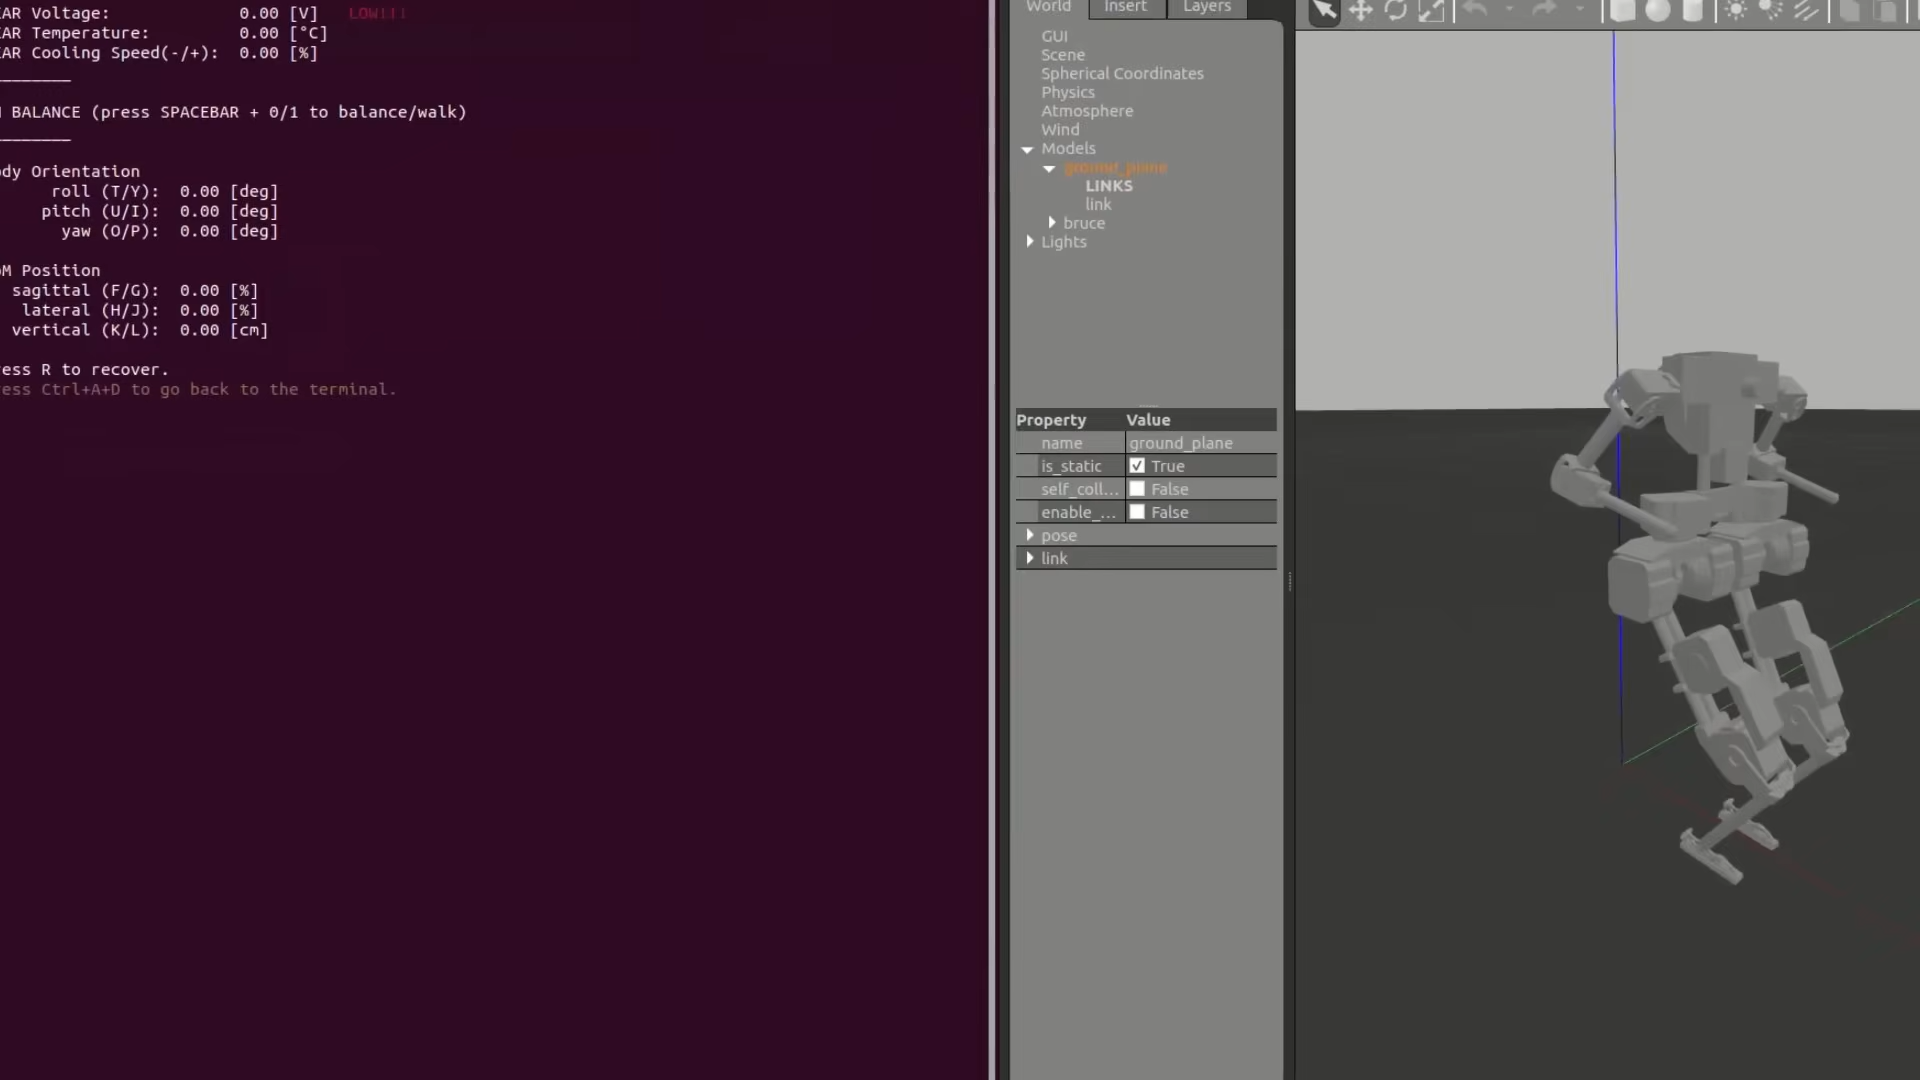 AR Voltage: 0.00 [V] LOW!!!
AR Temperature: 0.00 [°C]
AR Cooling Speed(-/+): 0.00 [%]
BALANCE (press SPACEBAR + 0/1 to balance/walk)
dy Orientation
roll (T/Y): 0.00 [deg]
pitch (U/I): 0.00 [deg]
yaw (O/P): 0.00 [deg]
M Position
sagittal (F/G): 0.00 [%]
lateral (H/J): 0.00 [%]
vertical (K/L): 0.00 [cm]
ess R to recover.
ess Ctrl+A+D to go back to the terminal.
World Insert Layers
GUI
Scene
Spherical Coordinates
Physics
Atmosphere
Wind
Models
ground_plane
LINKS
link
bruce
Lights
Property Value
name ground_plane
is_static True
self_coll... False
enable_... False
pose
link